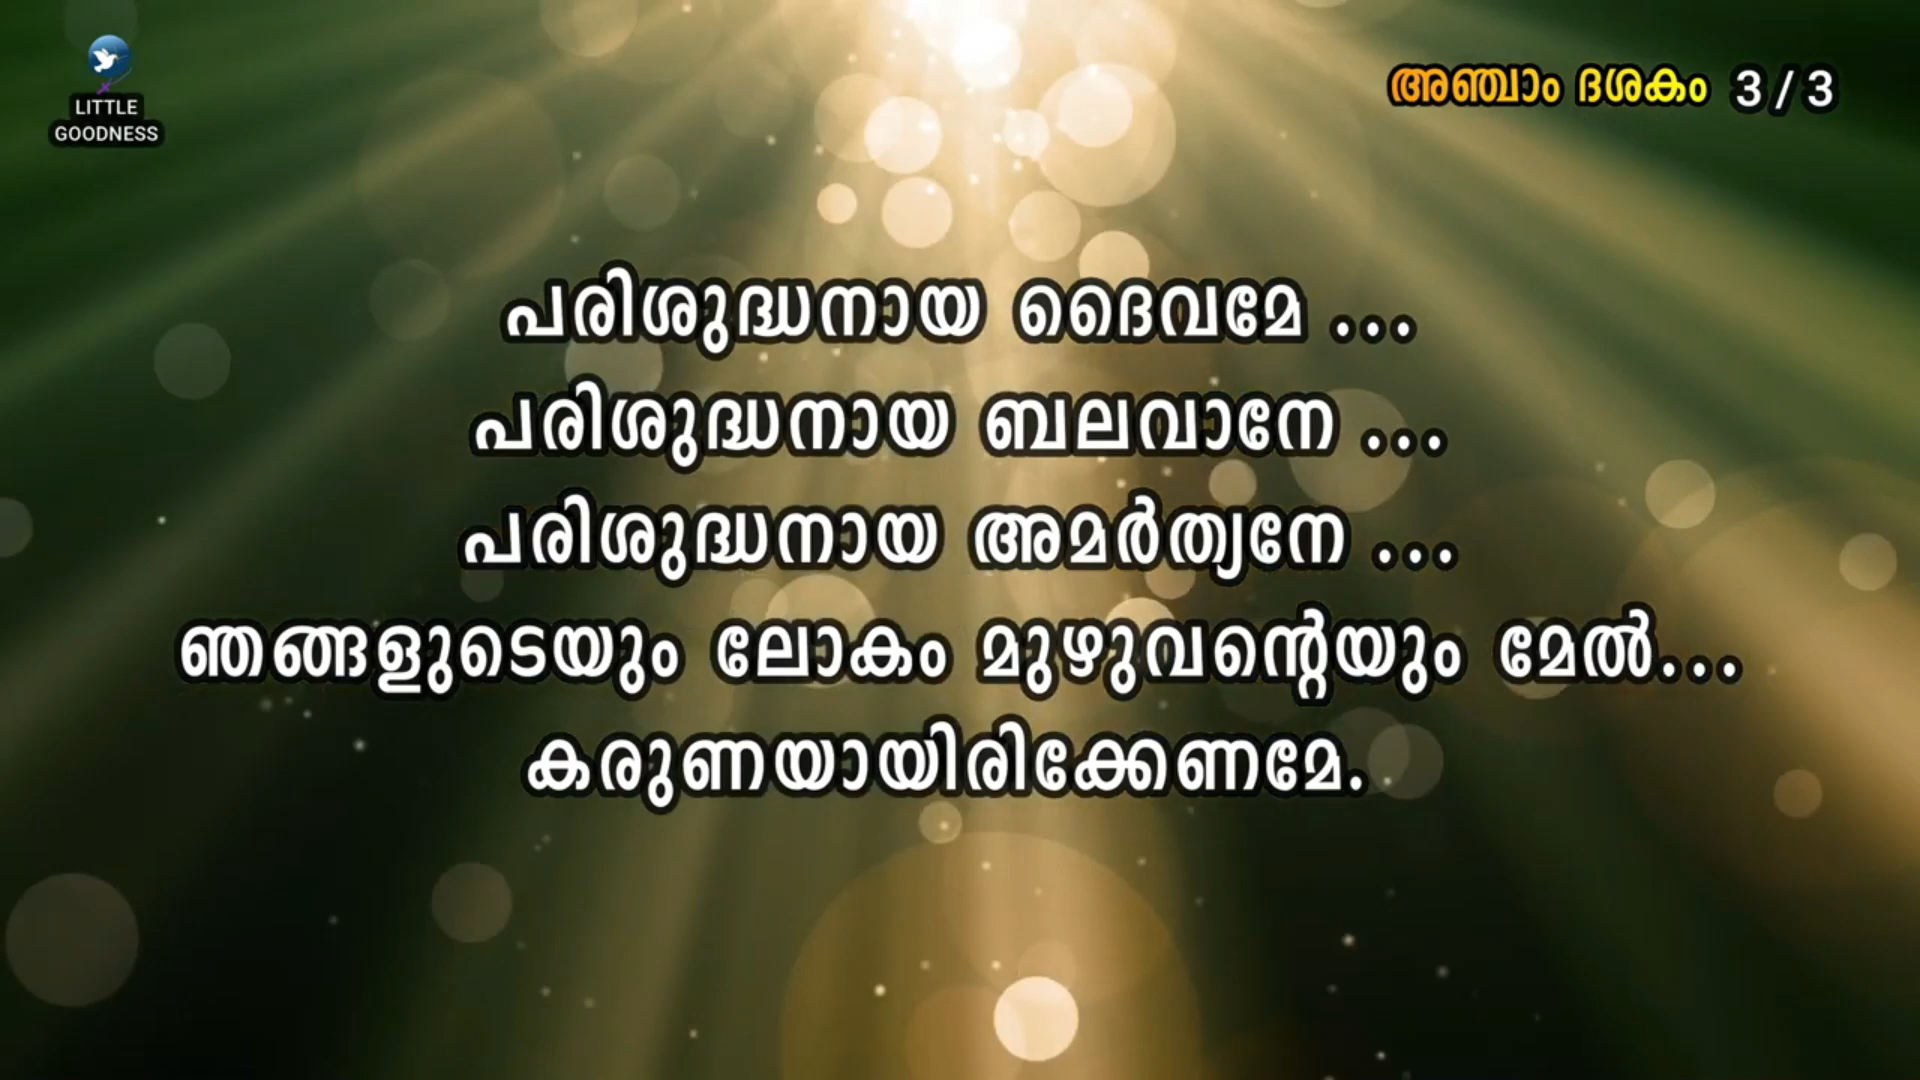 LITTLE
GOODNESS
അഞ്ചാം ദശകം 3 / 3
പരിശുദ്ധനായ ദൈവമേ ...
പരിശുദ്ധനായ ബലവാനേ ...
പരിശുദ്ധനായ അമർത്യനേ ...
ഞങ്ങളുടെയും ലോകം മുഴുവന്റെയും മേൽ...
കരുണയായിരിക്കേണമേ.